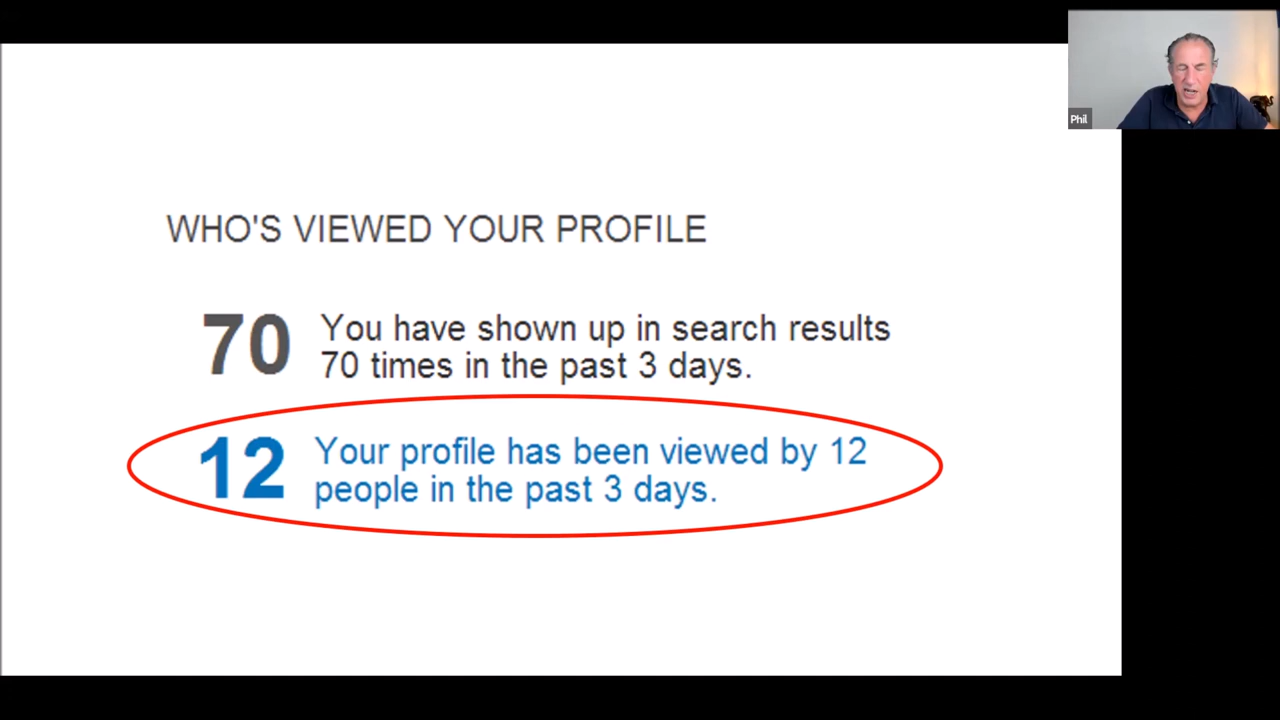 Phil
WHO'S VIEWED YOUR PROFILE
70
You have shown up in search results
70 times in the past 3 days.
12
Your profile has been viewed by 12
people in the past 3 days.